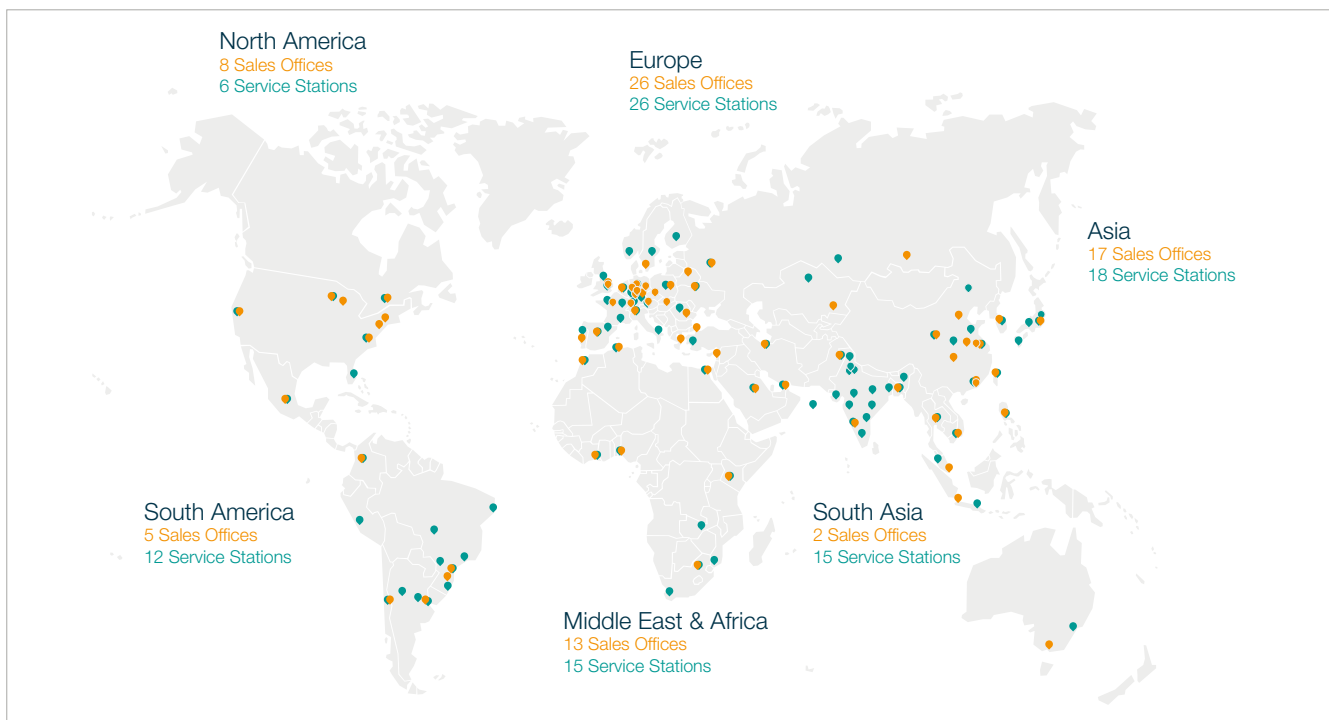 North America
8 Sales Offices
6 Service Stations
Europe
26 Sales Offices
26 Service Stations
Asia
17 Sales Offices
18 Service Stations
South America
5 Sales Offices
12 Service Stations
South Asia
2 Sales Offices
15 Service Stations
Middle East & Africa
13 Sales Offices
15 Service Stations